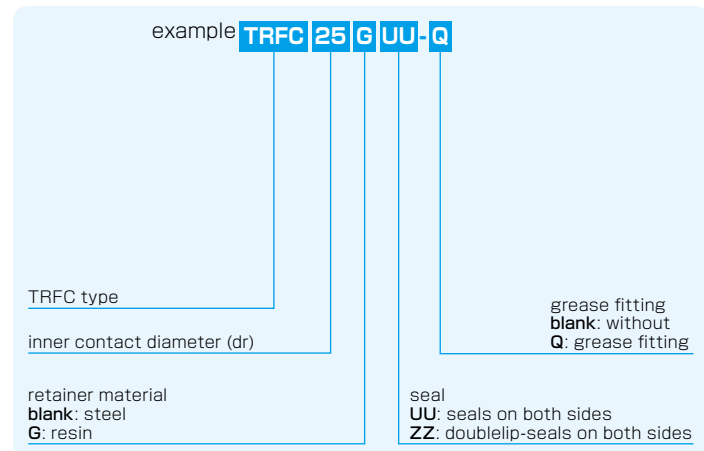 example TRFC 25 G UU - Q
TRFC type
inner contact diameter (dr)
retainer material
blank: steel
G: resin
grease fitting
blank: without
Q: grease fitting
seal
UU: seals on both sides
ZZ: doublelip-seals on both sides